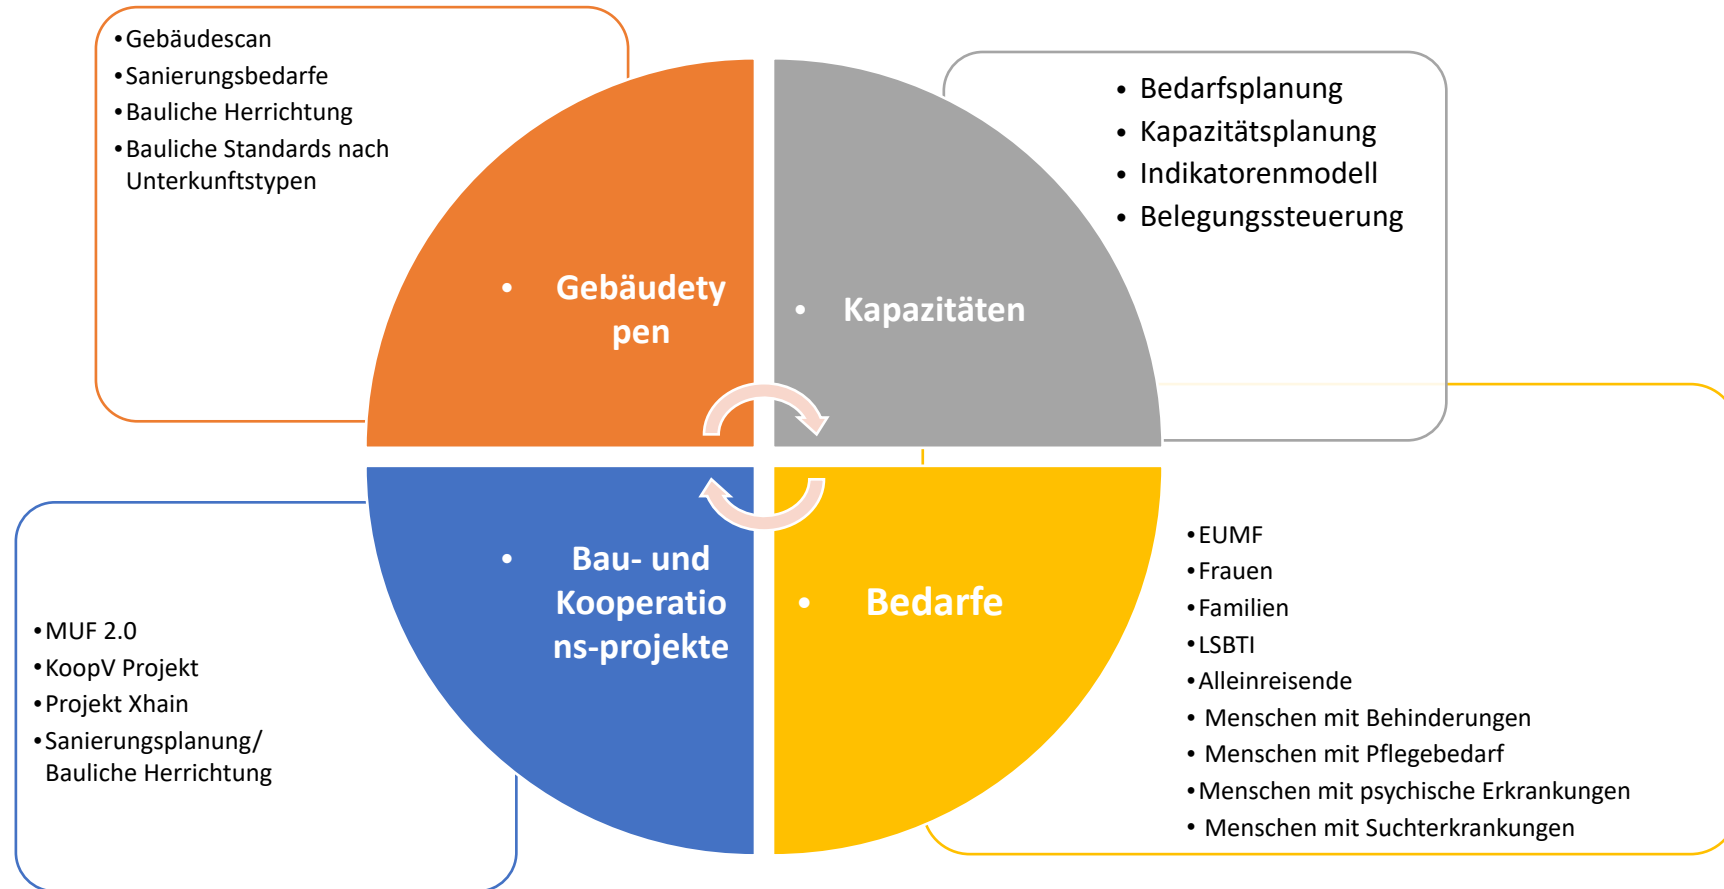 • Gebäudescan
• Sanierungsbedarfe
• Bauliche Herrichtung
• Bauliche Standards nach
Unterkunftstypen
• Bedarfsplanung
• Kapazitätsplanung
• Indikatorenmodell
• Belegungssteuerung
• Gebäudety
pen
• Kapazitäten
• Bau- und
Kooperatio
ns-projekte
• Bedarfe
• MUF 2.0
• KoopV Projekt
• Projekt Xhain
• Sanierungsplanung/
Bauliche Herrichtung
• EUMF
• Frauen
• Familien
• LSBTI
• Alleinreisende
• Menschen mit Behinderungen
• Menschen mit Pflegebedarf
• Menschen mit psychische Erkrankungen
• Menschen mit Suchterkrankungen